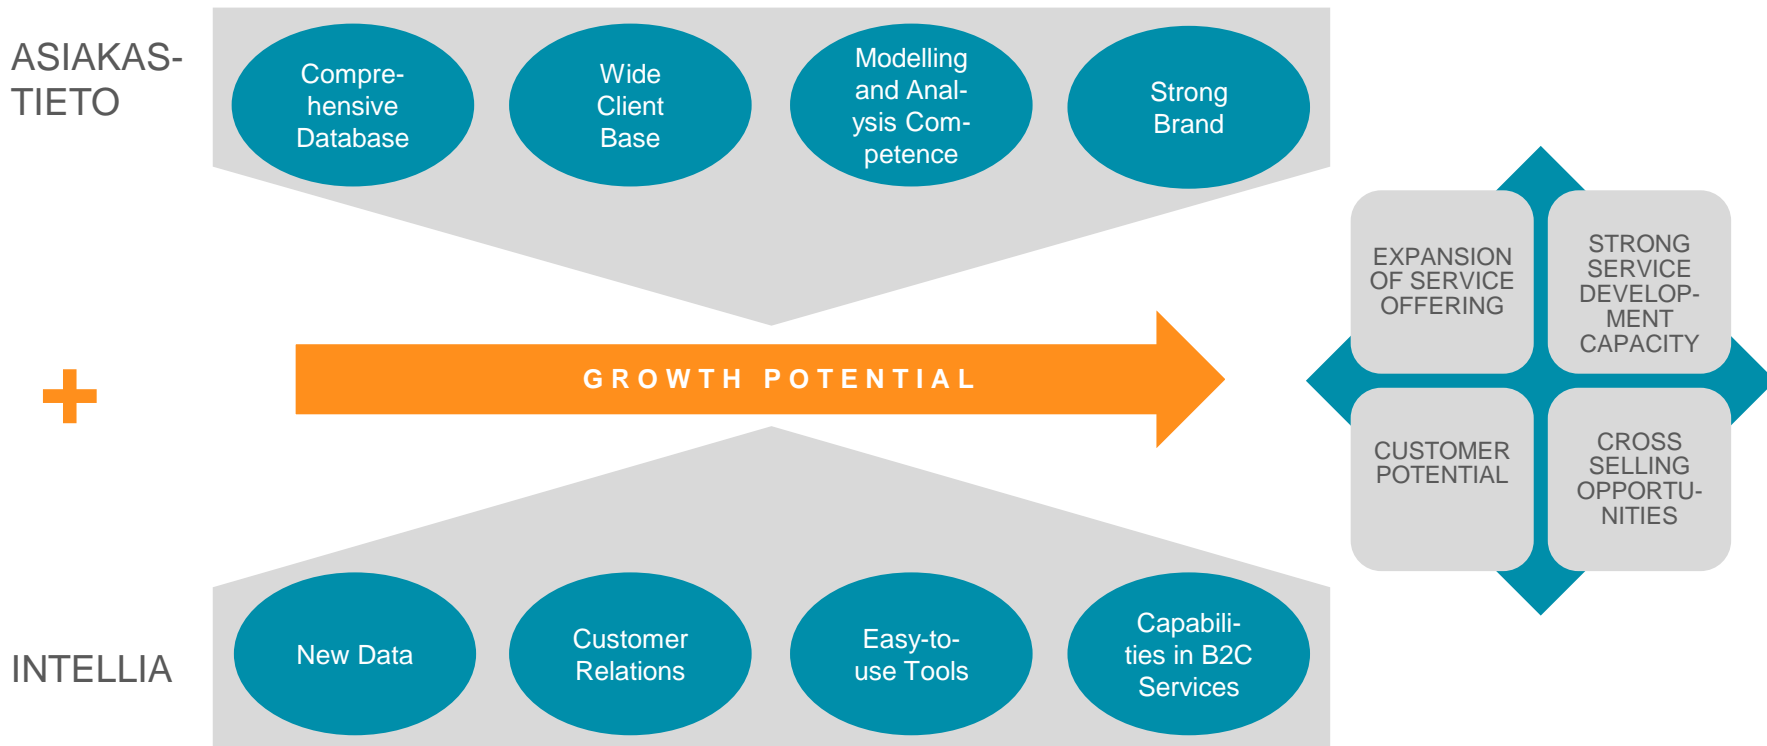 ASIAKAS-
TIETO
Compre-
hensive
Database
Wide
Client
Base
Modelling
and Anal-
ysis Com-
petence
Strong
Brand
EXPANSION
OF SERVICE
OFFERING
STRONG
SERVICE
DEVELOP-
MENT
CAPACITY
+
GROWTH POTENTIAL
CUSTOMER
POTENTIAL
CROSS
SELLING
OPPORTU-
NITIES
INTELLIA
New Data
Customer
Relations
Easy-to-
use Tools
Capabili-
ties in B2C
Services